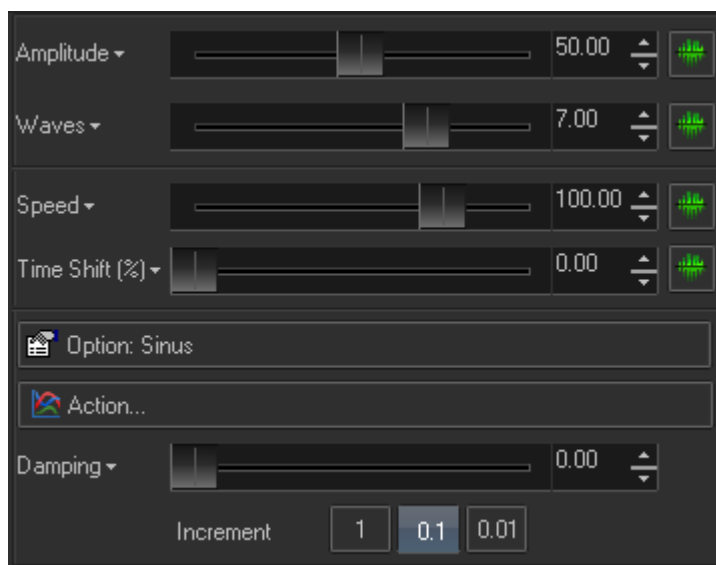 Amplitude 50.00
Waves 7.00
Speed 100.00
Time Shift (%) 0.00
Option: Sinus
Action...
Damping 0.00
Increment 1 0.1 0.01